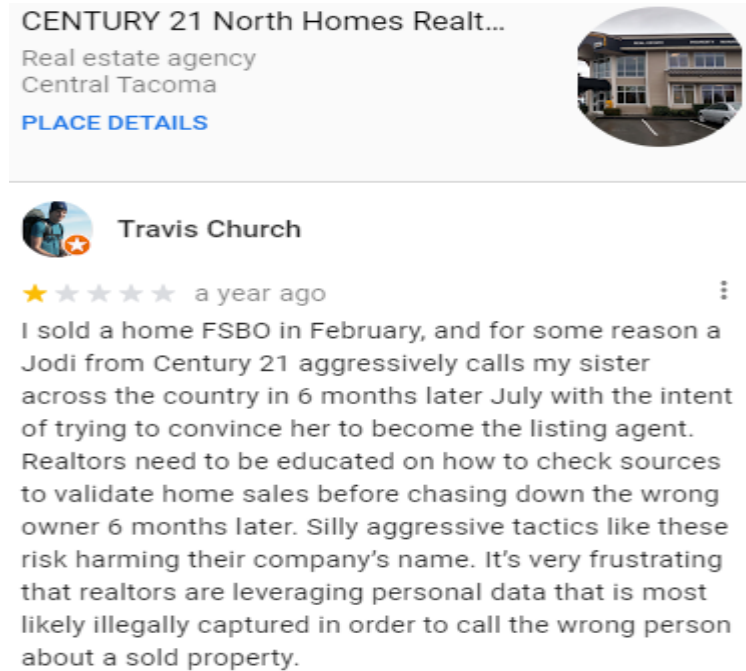 CENTURY 21 North Homes Realt...
Real estate agency
Central Tacoma
PLACE DETAILS
Travis Church
a year ago
I sold a home FSBO in February, and for some reason a
Jodi from Century 21 aggressively calls my sister
across the country in 6 months later July with the intent
of trying to convince her to become the listing agent.
Realtors need to be educated on how to check sources
to validate home sales before chasing down the wrong
owner 6 months later. Silly aggressive tactics like these
risk harming their company's name. It's very frustrating
that realtors are leveraging personal data that is most
likely illegally captured in order to call the wrong person
about a sold property.